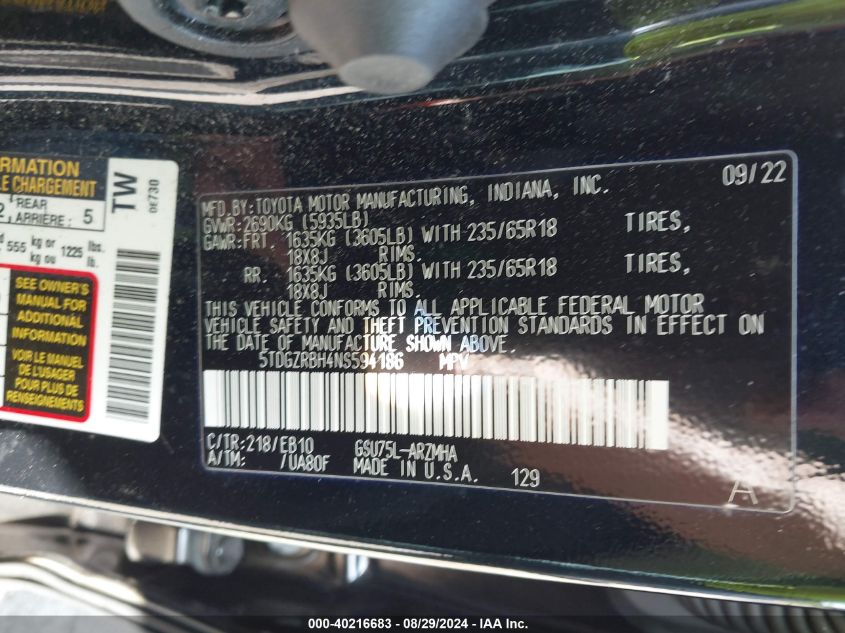 09/22
MFD.BY:TOYOTA MOTOR MANUFACTURING, INDIANA, INC.
GVWR:2690KG (5935LB)
GAWR:FRT. 1635KG (3605LB) WITH 235/65R18 TIRES,
18X8J RIMS.
RR. 1635KG (3605LB) WITH 235/65R18 TIRES,
18X8J RIMS.
THIS VEHICLE CONFORMS TO ALL APPLICABLE FEDERAL MOTOR
VEHICLE SAFETY AND THEFT PREVENTION STANDARDS IN EFFECT ON
THE DATE OF MANUFACTURE SHOWN ABOVE.
5TDGZRBH4NS594186 MPV
C/TR:218/EB10 GSU75L-ARZMHA
A/TM: /UA80F MADE IN U.S.A. 129
A
2 REAR
ARRIERE: 5
555 kg or 1225 lbs.
kg ou lb.
TW
0E730
SEE OWNER'S
MANUAL FOR
ADDITIONAL
INFORMATION
VOIR LE MANUEL
DE L'USAGER
POUR PLUS DE
RENSEIGNEMENTS
000-40216683 - 08/29/2024 - IAA Inc.